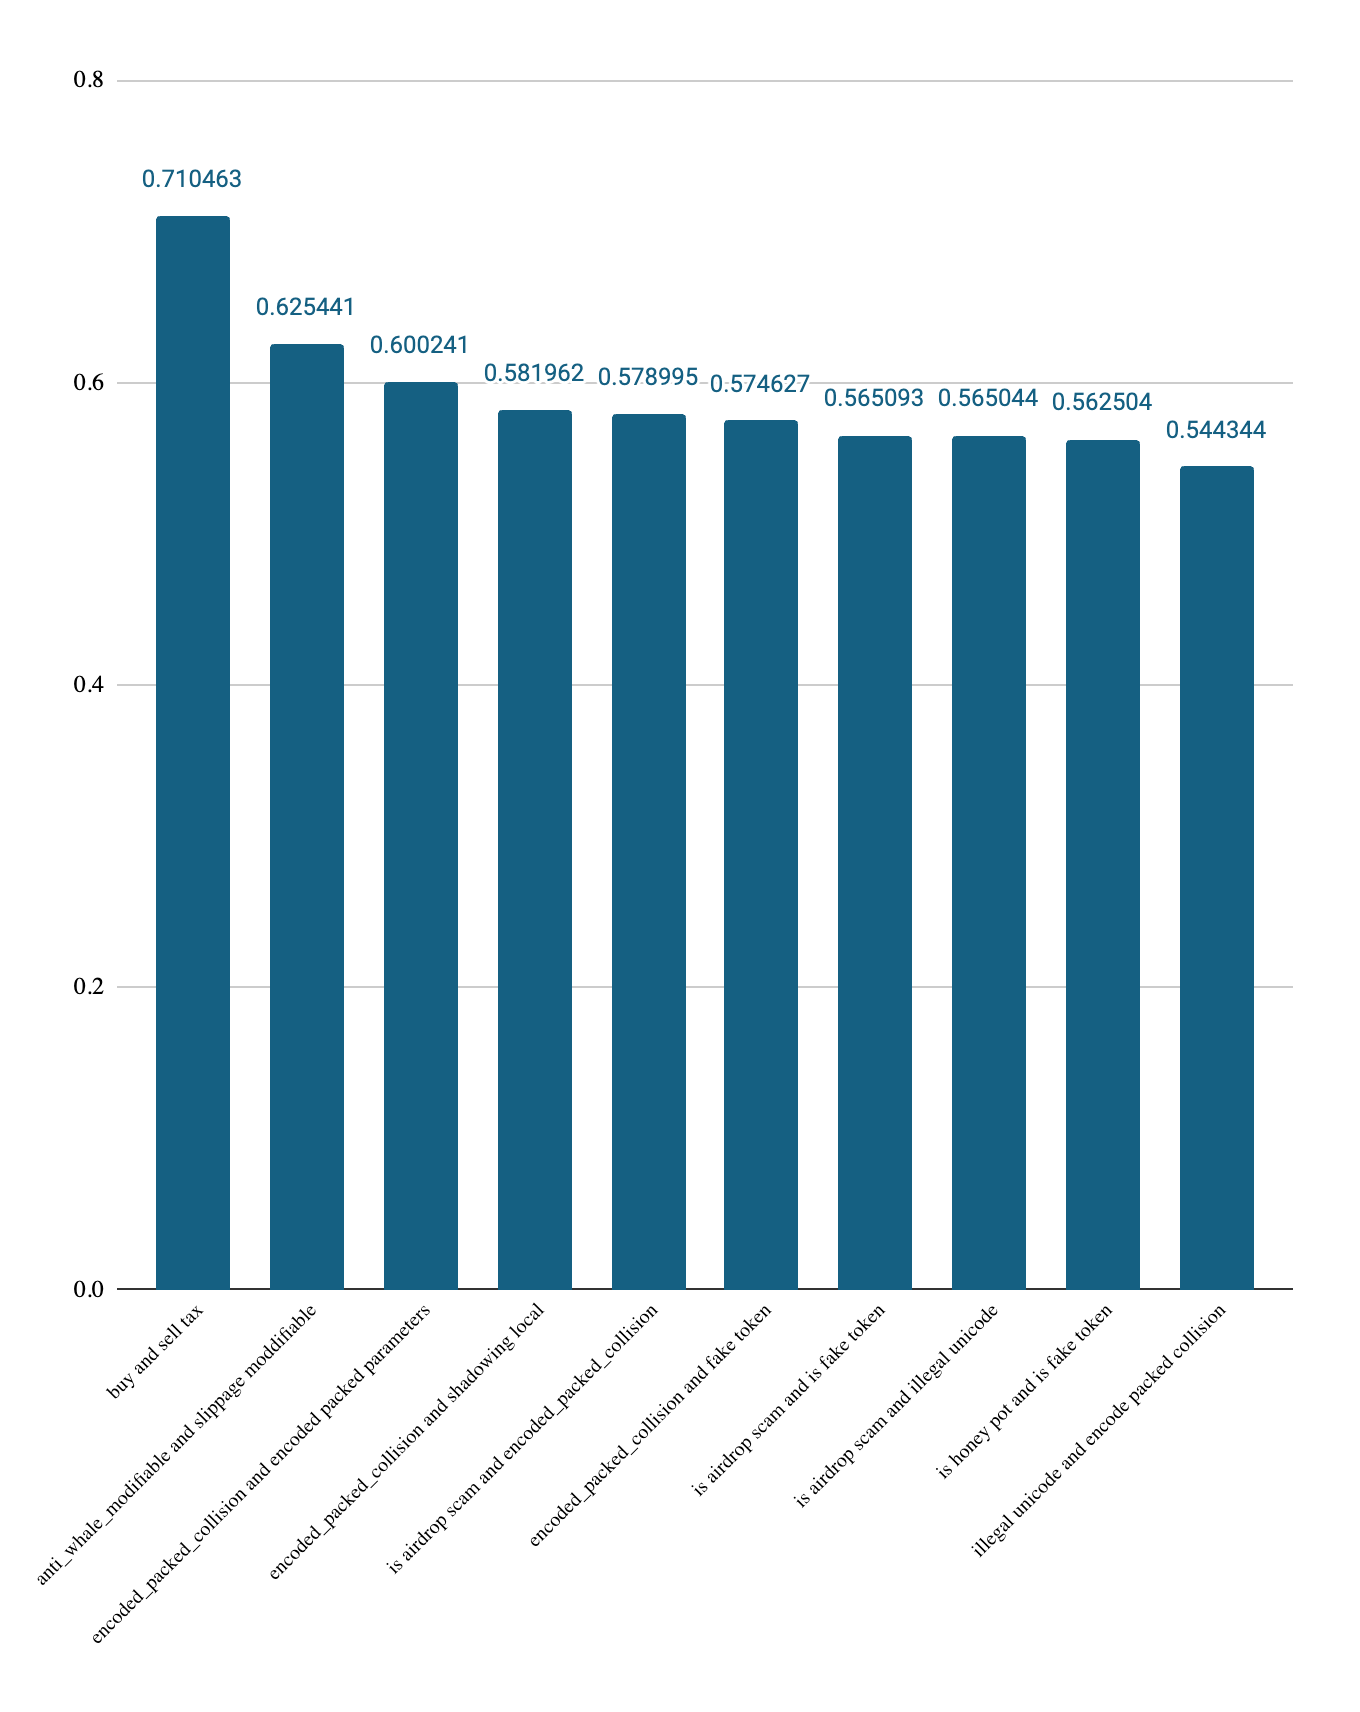 0.8
0.710463
0.625441
0.600241
0.581962
0.578995
0.574627
0.565093
0.565044
0.562504
0.544344
0.6
0.4
0.2
0.0
buy and sell tax
anti_whale_modifiable and slippage moddifiable
encoded_packed_collision and encoded packed parameters
encoded_packed_collision and shadowing local
is airdrop scam and encoded_packed_collision
encoded_packed_collision and fake token
is airdrop scam and is fake token
is airdrop scam and illegal unicode
is honey pot and is fake token
illegal unicode and encode packed collision